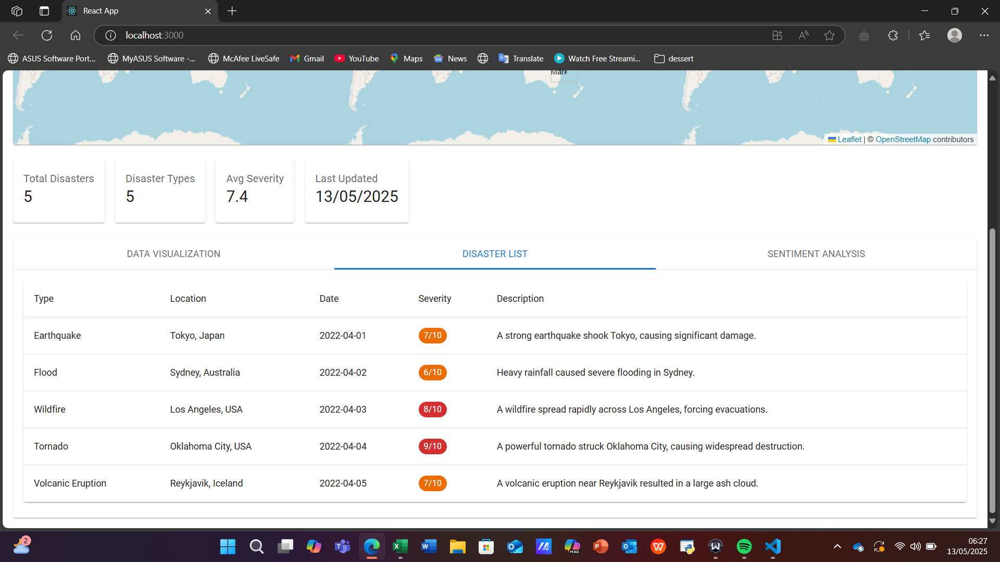 React App
localhost:3000
ASUS Software Port... MyASUS Software -... McAfee LiveSafe Gmail YouTube Maps News Translate Watch Free Streami... dessert
Mark
Leaflet | © OpenStreetMap contributors
Total Disasters
5
Disaster Types
5
Avg Severity
7.4
Last Updated
13/05/2025
DATA VISUALIZATION DISASTER LIST SENTIMENT ANALYSIS
Type Location Date Severity Description
Earthquake Tokyo, Japan 2022-04-01 7/10 A strong earthquake shook Tokyo, causing significant damage.
Flood Sydney, Australia 2022-04-02 6/10 Heavy rainfall caused severe flooding in Sydney.
Wildfire Los Angeles, USA 2022-04-03 8/10 A wildfire spread rapidly across Los Angeles, forcing evacuations.
Tornado Oklahoma City, USA 2022-04-04 9/10 A powerful tornado struck Oklahoma City, causing widespread destruction.
Volcanic Eruption Reykjavik, Iceland 2022-04-05 7/10 A volcanic eruption near Reykjavik resulted in a large ash cloud.
2
M365
06:27
13/05/2025